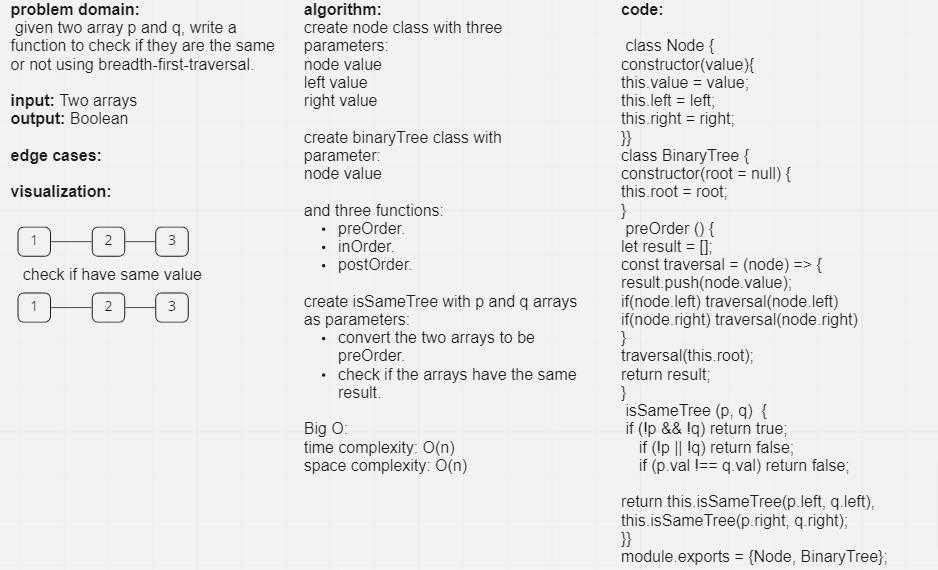 problem domain:
given two array p and q, write a
function to check if they are the same
or not using breadth-first-traversal.
input: Two arrays
output: Boolean
edge cases:
visualization:
1 2 3
check if have same value
1 2 3
algorithm:
create node class with three
parameters:
node value
left value
right value
create binaryTree class with
parameter:
node value
and three functions:
• preOrder.
• inOrder.
• postOrder.
create isSameTree with p and q arrays
as parameters:
• convert the two arrays to be
preOrder.
• check if the arrays have the same
result.
Big O:
time complexity: O(n)
space complexity: O(n)
code:
class Node {
constructor(value){
this.value = value;
this.left = left;
this.right = right;
}}
class BinaryTree {
constructor(root = null) {
this.root = root;
}
preOrder () {
let result = [];
const traversal = (node) => {
result.push(node.value);
if(node.left) traversal(node.left)
if(node.right) traversal(node.right)
}
traversal(this.root);
return result;
}
isSameTree (p, q) {
if (!p && !q) return true;
if (!p || !q) return false;
if (p.val !== q.val) return false;
return this.isSameTree(p.left, q.left),
this.isSameTree(p.right, q.right);
}}
module.exports = {Node, BinaryTree};